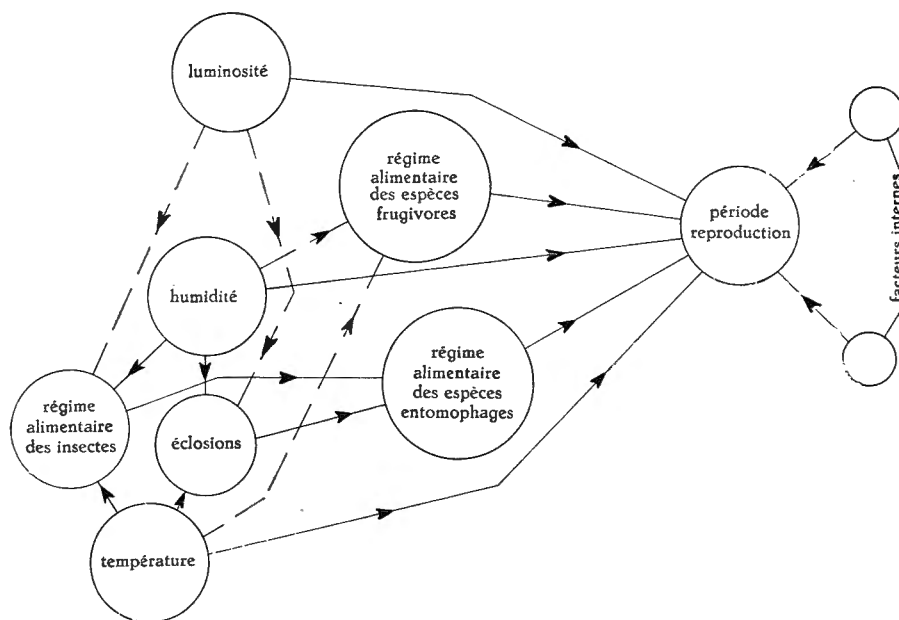 luminosité
régime
alimentaire
des espèces
frugivores
période
reproduction
facteurs internes
humidité
régime
alimentaire
des espèces
entomophages
régime
alimentaire
des insectes
éclosions
température